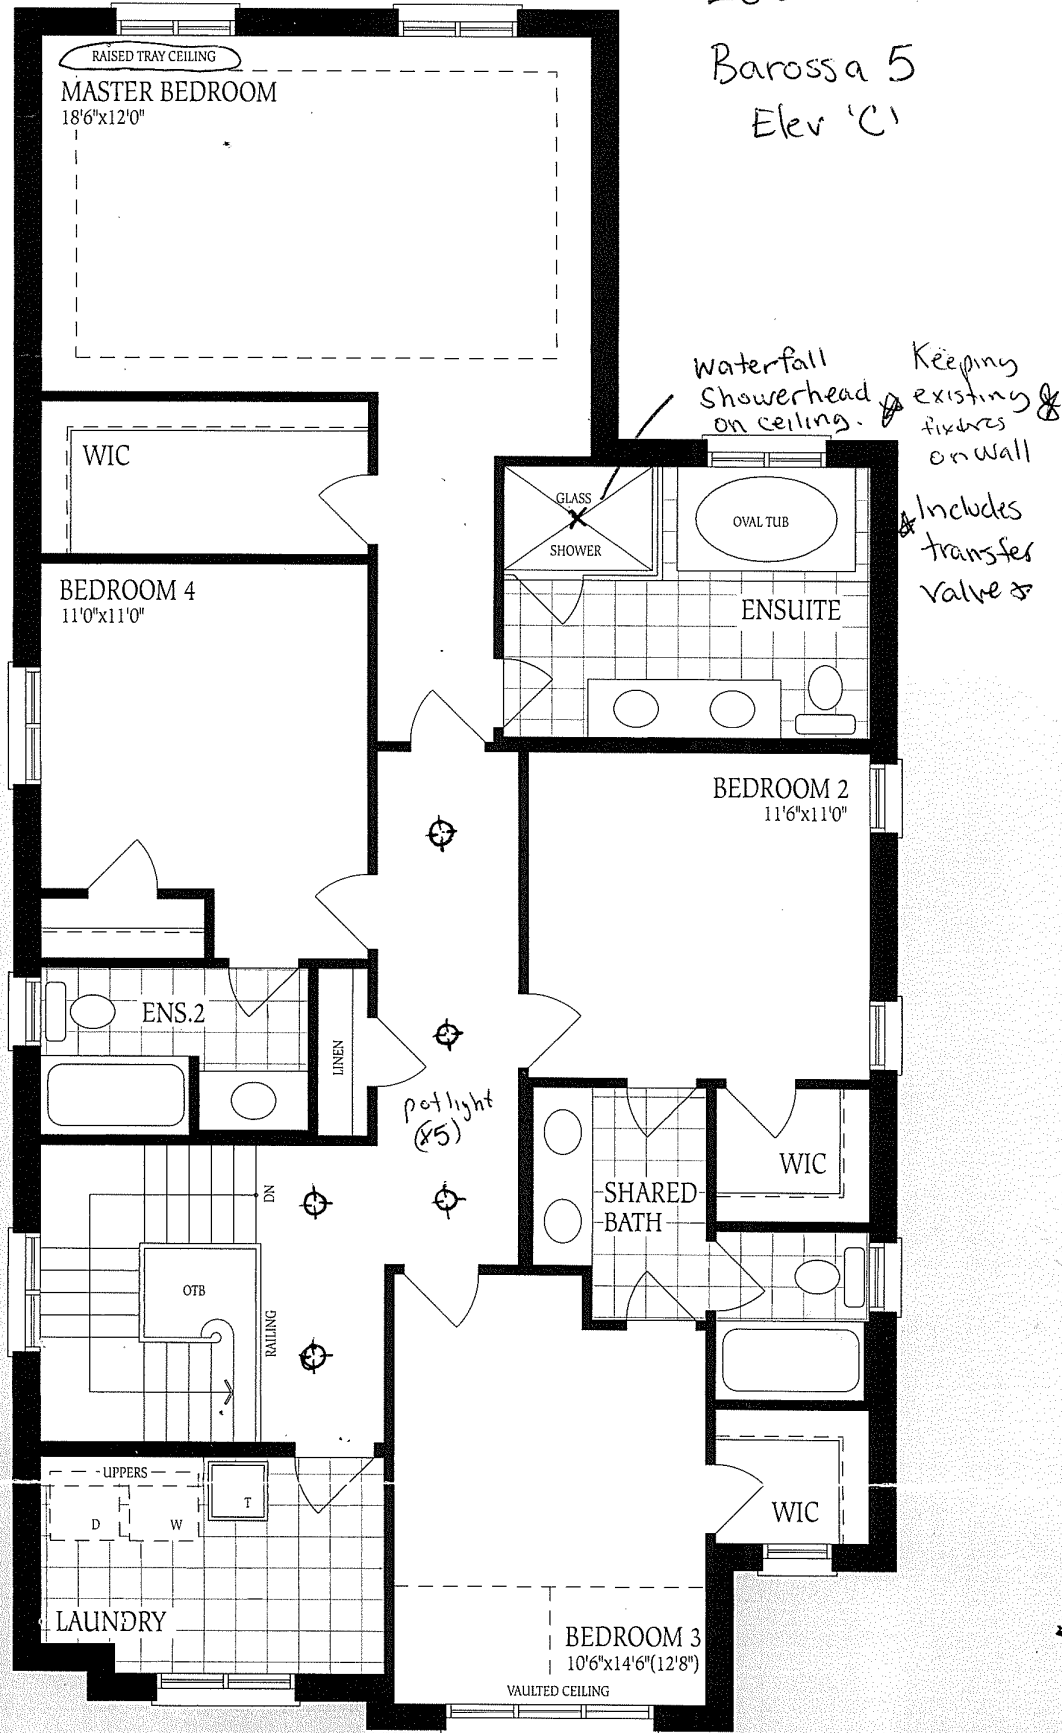 Barossa 5
Elev 'C'
RAISED TRAY CEILING
MASTER BEDROOM
18'6"x12'0"
Waterfall
Showerhead
on ceiling.
Keeping
existing
fixtures
on wall
Includes
transfer
valve
WIC
GLASS
SHOWER
OVAL TUB
ENSUITE
BEDROOM 4
11'0"x11'0"
BEDROOM 2
11'6"x11'0"
ENS.2
LINEN
potlight
(x5)
WIC
SHARED
BATH
DN
OTB
RAILING
UPPERS
D
W
T
LAUNDRY
WIC
BEDROOM 3
10'6"x14'6"(12'8")
VAULTED CEILING